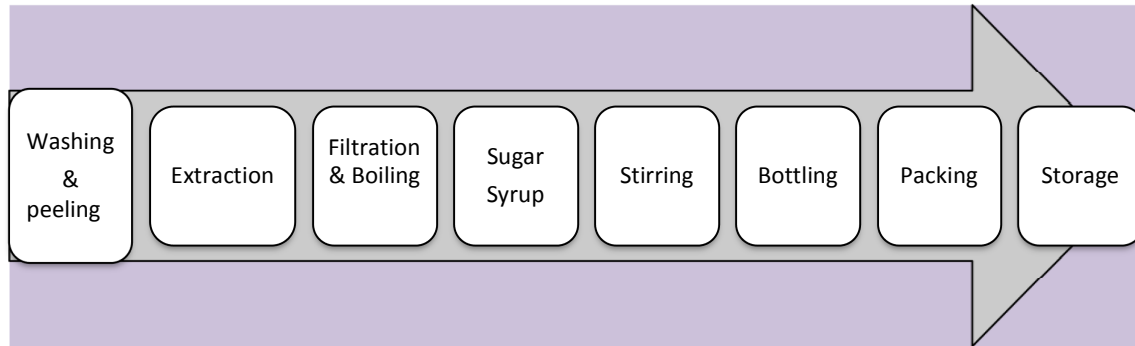 Washing
&
peeling
Extraction
Filtration
& Boiling
Sugar
Syrup
Stirring
Bottling
Packing
Storage